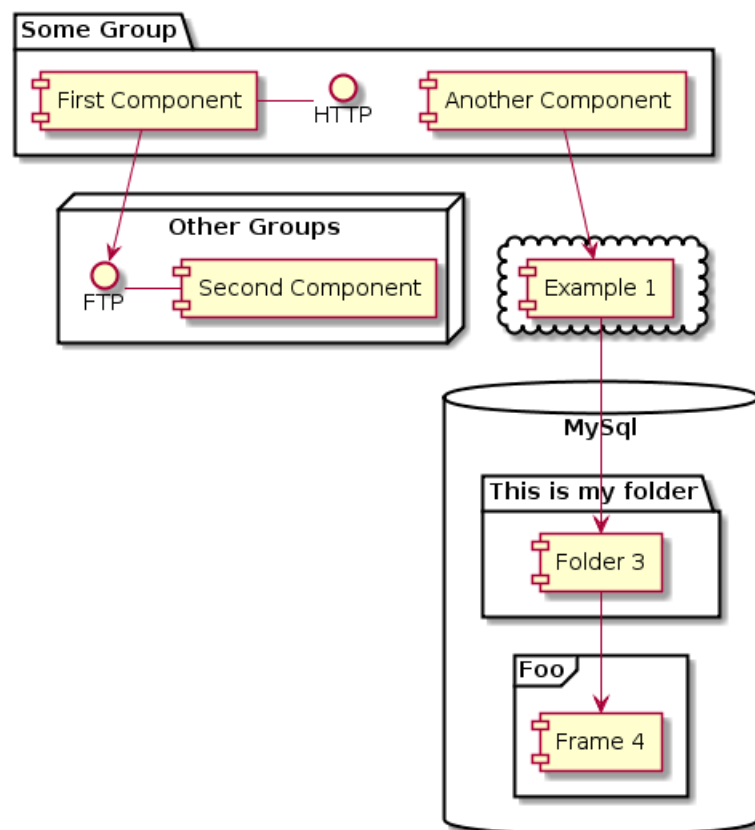 Some Group
First Component
HTTP
Another Component
Other Groups
FTP
Second Component
Example 1
MySql
This is my folder
Folder 3
Foo
Frame 4